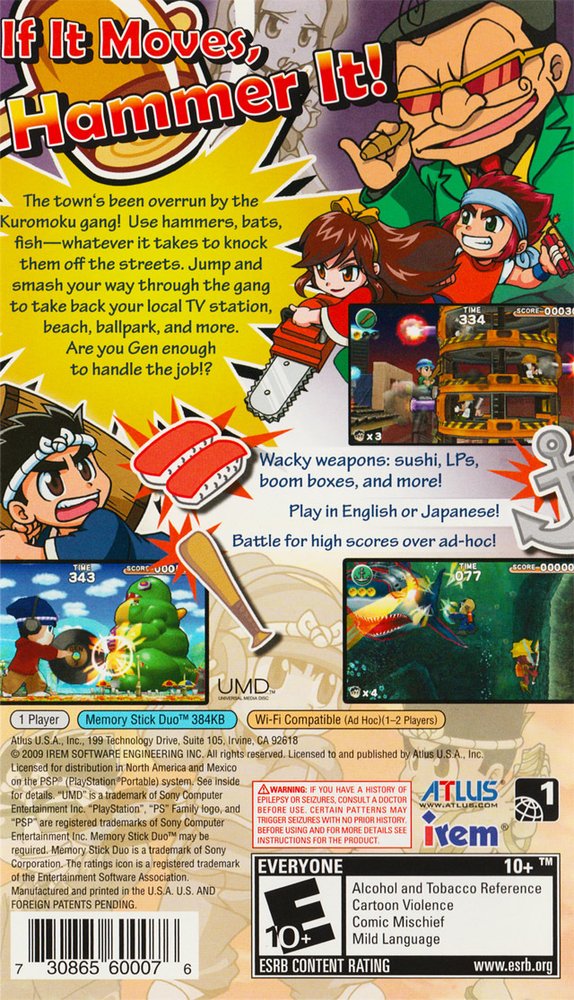 If It Moves,
Hammer It!
The town's been overrun by the
Kuromoku gang! Use hammers, bats,
fish—whatever it takes to knock
them off the streets. Jump and
smash your way through the gang
to take back your local TV station,
beach, ballpark, and more.
Are you Gen enough
to handle the job!?
TIME
334
SCORE 0003
x3
Wacky weapons: sushi, LPs,
boom boxes, and more!
Play in English or Japanese!
Battle for high scores over ad-hoc!
TIME
343
SCORE 000
TIME
077
SCORE 00000
x4
UMD™
UNIVERSAL MEDIA DISC
1 Player
Memory Stick Duo™ 384KB
Wi-Fi Compatible (Ad Hoc)(1-2 Players)
Atlus U.S.A., Inc., 199 Technology Drive, Suite 105, Irvine, CA 92618
© 2009 IREM SOFTWARE ENGINEERING INC. All rights reserved. Licensed to and published by Atlus U.S.A., Inc.
Licensed for distribution in North America and Mexico
on the PSP® (PlayStation®Portable) system. See inside
for details. "UMD" is a trademark of Sony Computer
Entertainment Inc. "PlayStation", "PS" Family logo, and
"PSP" are registered trademarks of Sony Computer
Entertainment Inc. Memory Stick Duo™ may be
required. Memory Stick Duo is a trademark of Sony
Corporation. The ratings icon is a registered trademark
of the Entertainment Software Association.
Manufactured and printed in the U.S.A. U.S. AND
FOREIGN PATENTS PENDING.
WARNING: IF YOU HAVE A HISTORY OF
EPILEPSY OR SEIZURES, CONSULT A DOCTOR
BEFORE USE. CERTAIN PATTERNS MAY
TRIGGER SEIZURES WITH NO PRIOR HISTORY.
BEFORE USING AND FOR MORE DETAILS SEE
INSTRUCTIONS FOR THE PRODUCT.
ATLUS
WWW.ATLUS.COM
irem®
1
EVERYONE 10+ ™
E
10+
®
Alcohol and Tobacco Reference
Cartoon Violence
Comic Mischief
Mild Language
ESRB CONTENT RATING www.esrb.org
7 30865 60007 6